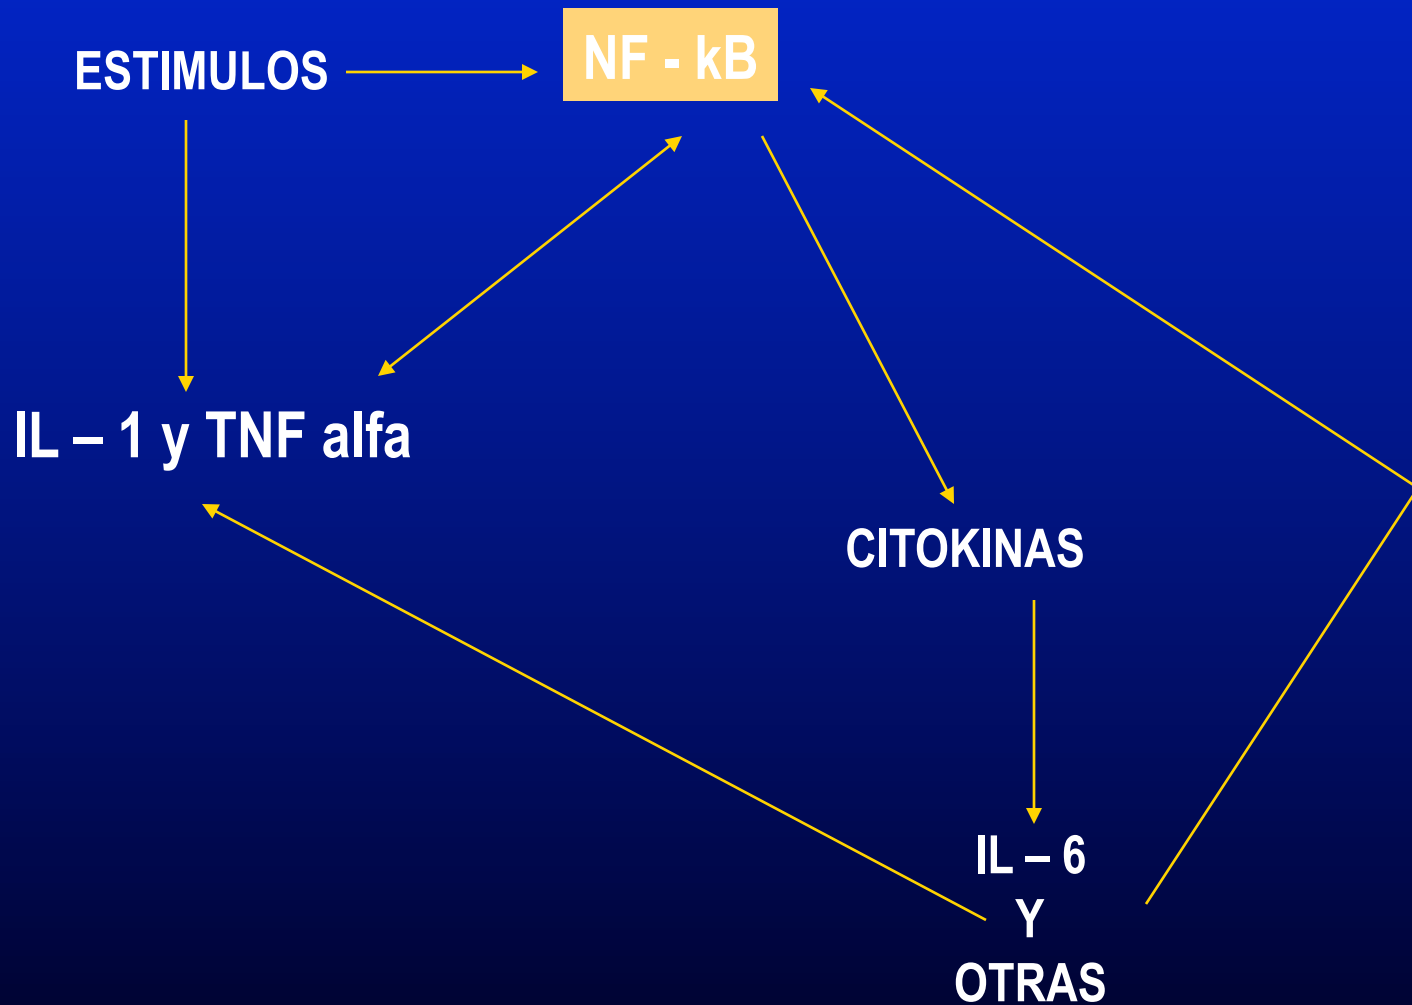 ESTIMULOS
NF - kB
IL – 1 y TNF alfa
CITOKINAS
IL – 6
Y
OTRAS